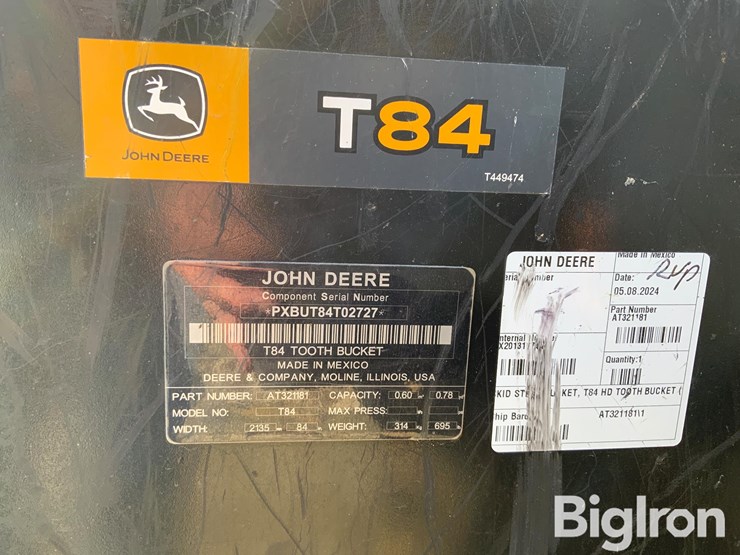 JOHN DEERE
T84
T449474
JOHN DEERE
Component Serial Number
*PXBUT84T02727*
T84 TOOTH BUCKET
MADE IN MEXICO
DEERE & COMPANY, MOLINE, ILLINOIS, USA
PART NUMBER: AT321181 CAPACITY: 0.60 0.78
MODEL NO: T84 MAX PRESS:
WIDTH: 2135 84 WEIGHT: 314 695
JOHN DEERE
Made in Mexico
Date: RVP
05.08.2024
Part Number
AT321181
Quantity:1
BUCKET, T84 HD TOOTH BUCKET (
AT321181\1
BigIron